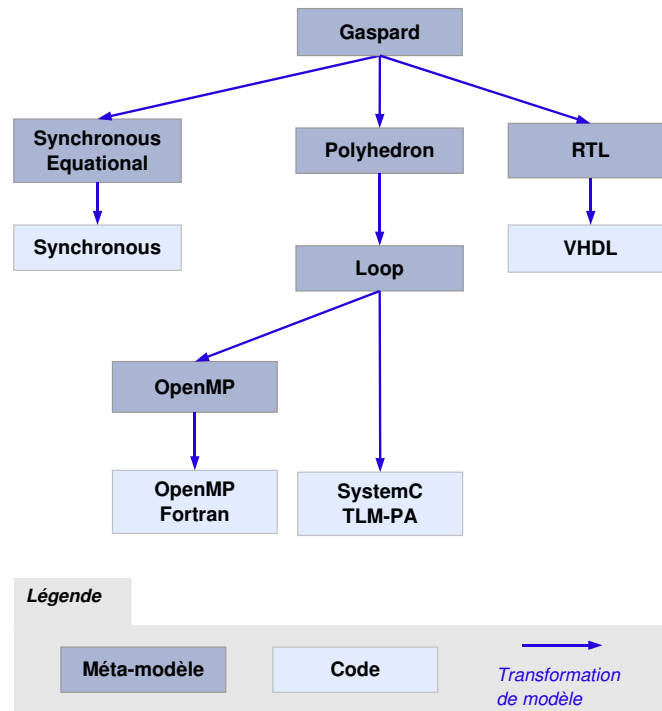 Gaspard
Synchronous
Equational
Polyhedron
RTL
Synchronous
Loop
VHDL
OpenMP
OpenMP
Fortran
SystemC
TLM-PA
Légende
Méta-modèle
Code
Transformation
de modèle